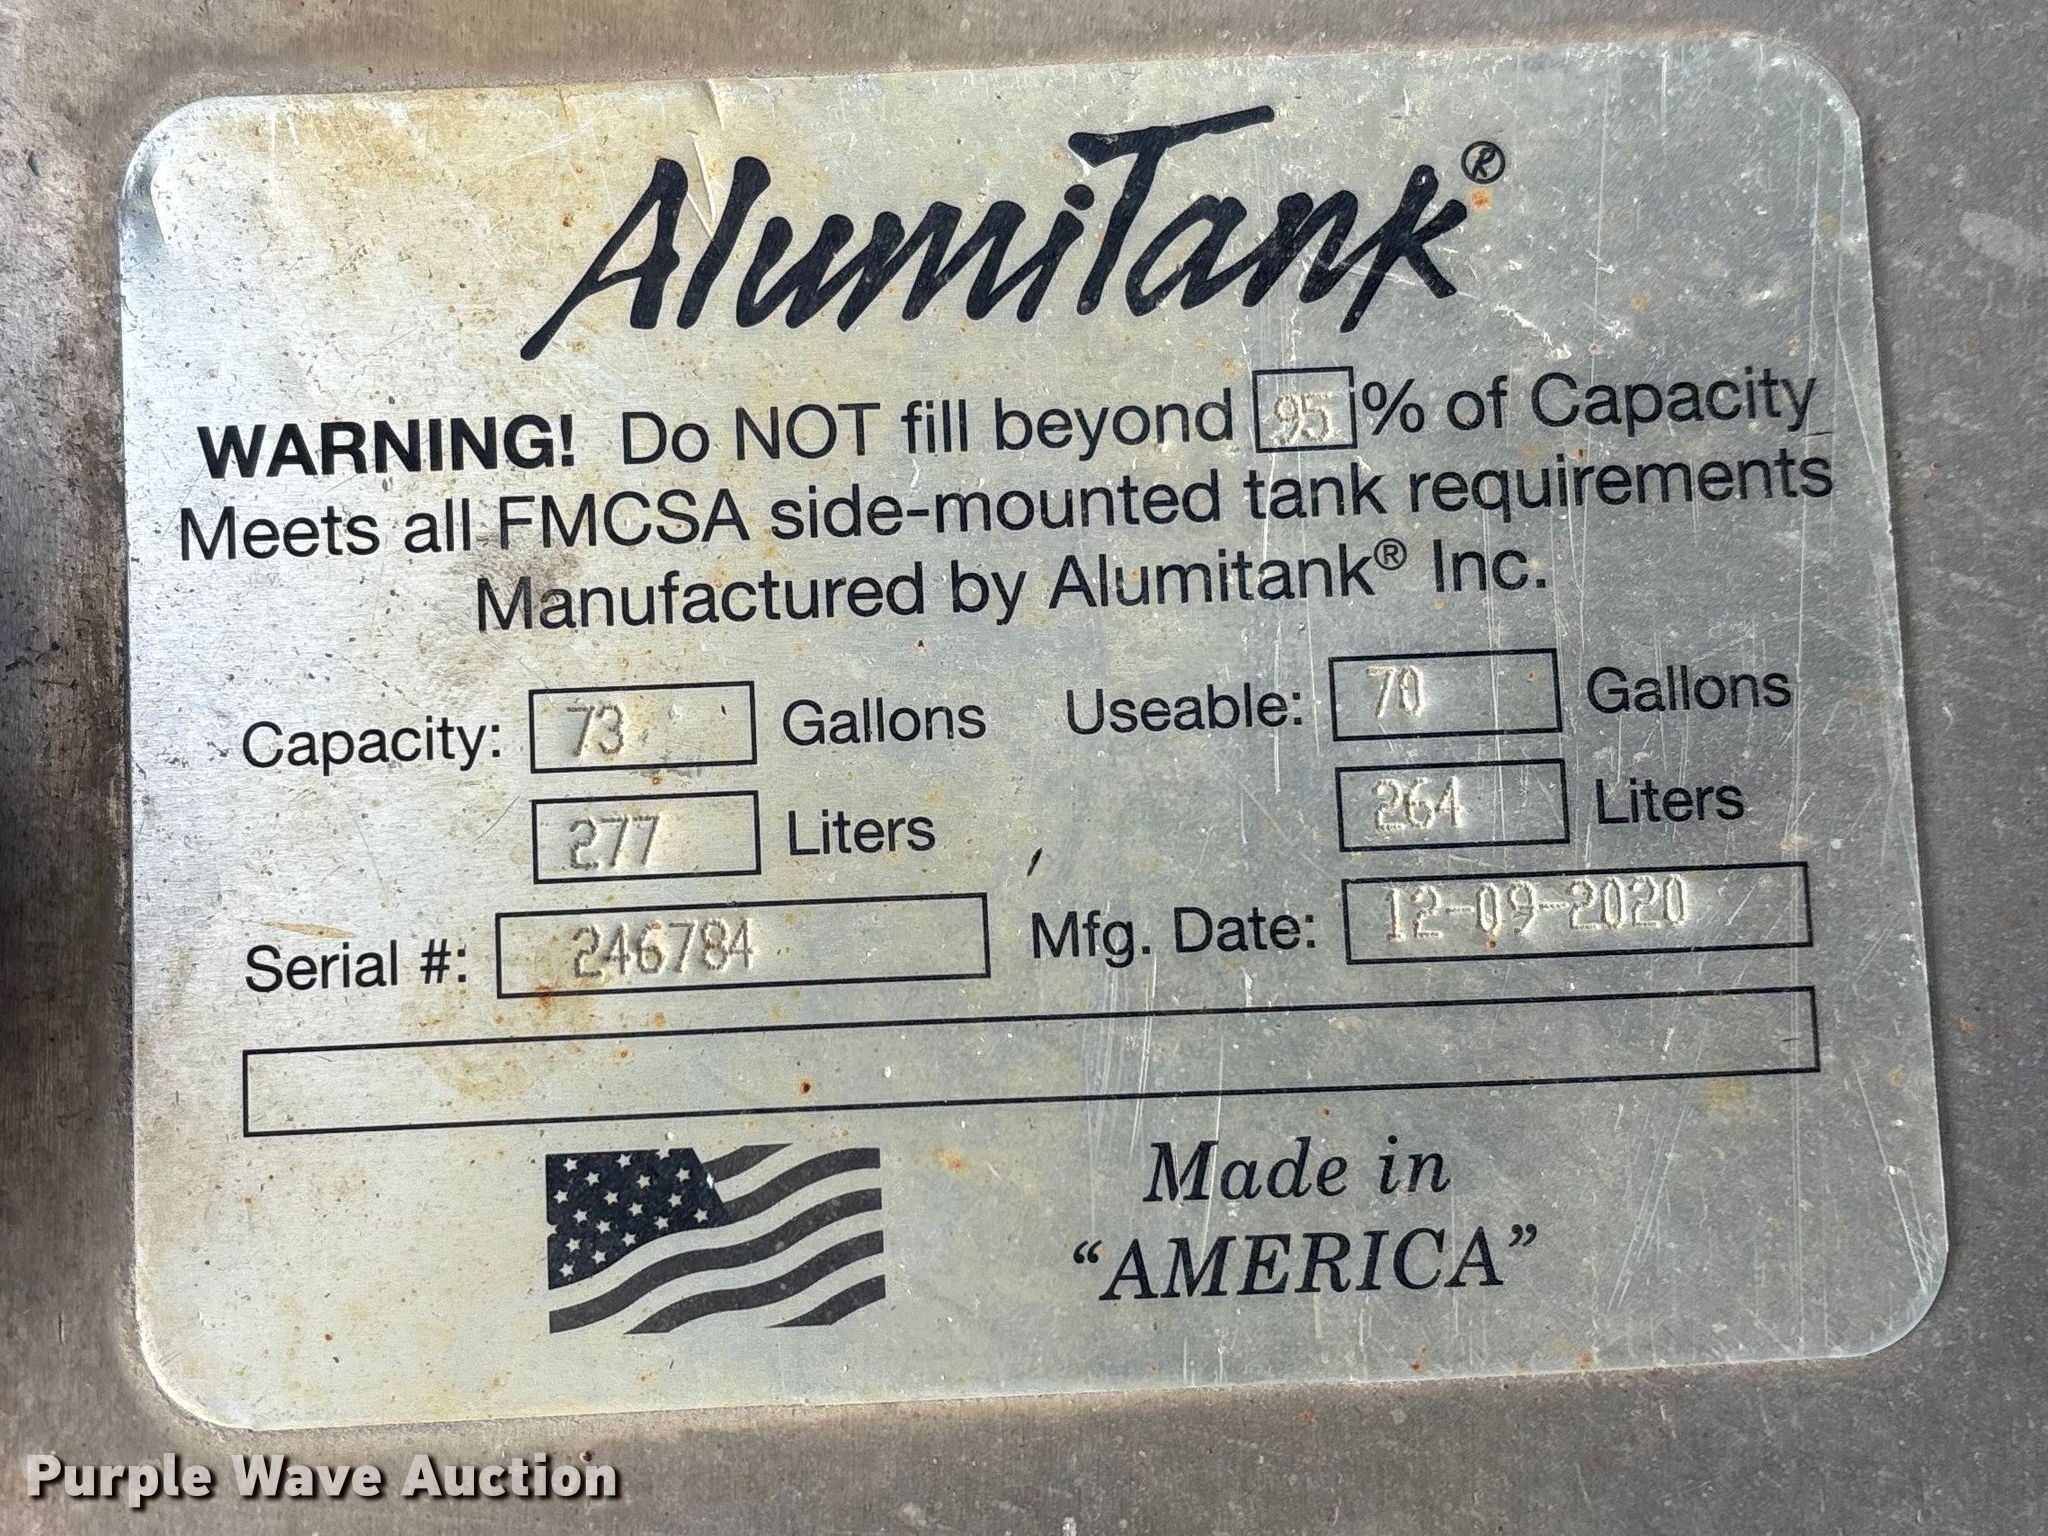 AlumiTank®
WARNING! Do NOT fill beyond 95% of Capacity
Meets all FMCSA side-mounted tank requirements
Manufactured by Alumitank® Inc.
Capacity: 73 Gallons Useable: 70 Gallons
277 Liters 264 Liters
Serial #: 246784 Mfg. Date: 12-09-2020
Made in
“AMERICA”
Purple Wave Auction